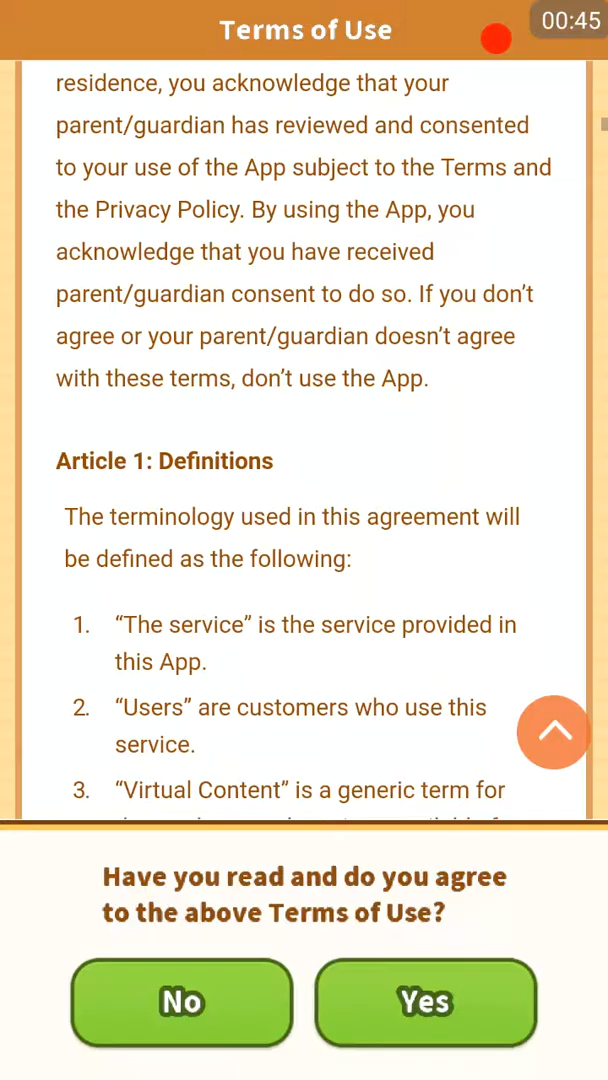 Terms of Use
00:45
residence, you acknowledge that your
parent/guardian has reviewed and consented
to your use of the App subject to the Terms and
the Privacy Policy. By using the App, you
acknowledge that you have received
parent/guardian consent to do so. If you don’t
agree or your parent/guardian doesn’t agree
with these terms, don’t use the App.
Article 1: Definitions
The terminology used in this agreement will
be defined as the following:
1. “The service” is the service provided in
this App.
2. “Users” are customers who use this
service.
3. “Virtual Content” is a generic term for
Have you read and do you agree
to the above Terms of Use?
No
Yes